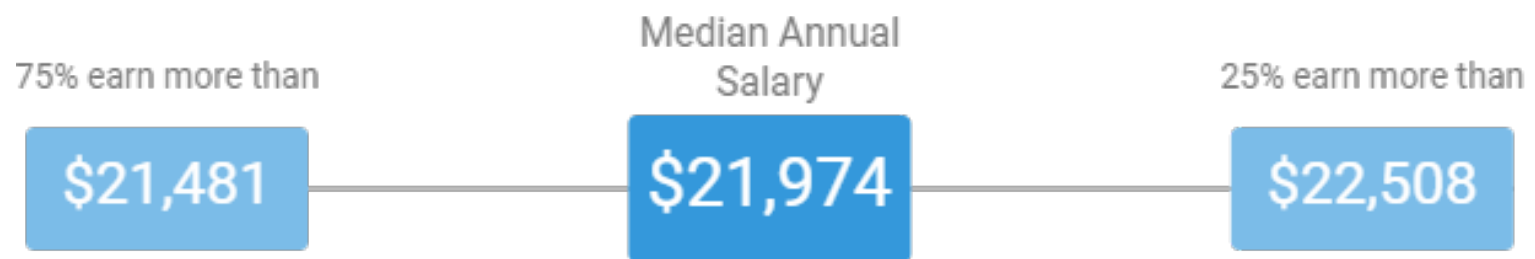 75% earn more than
$21,481
Median Annual
Salary
$21,974
25% earn more than
$22,508